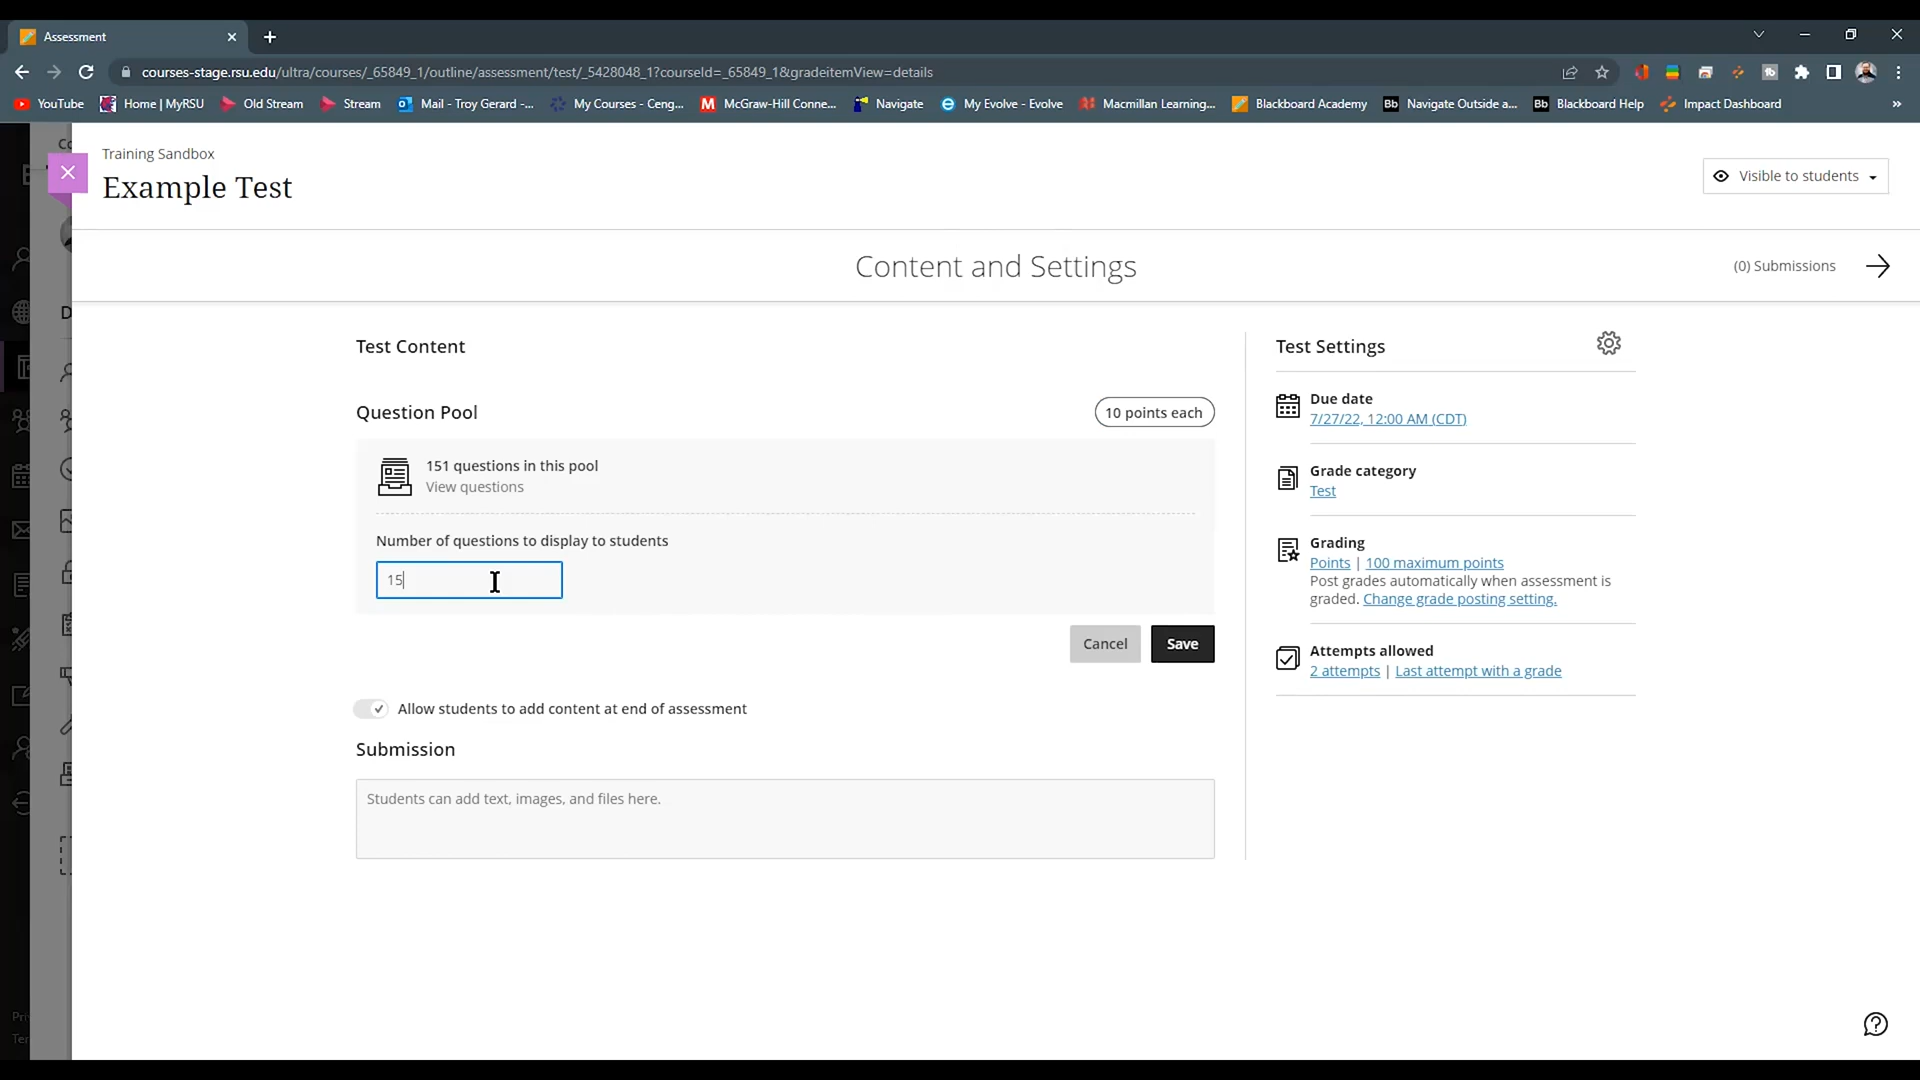 Assessment
courses-stage.rsu.edu/ultra/courses/_65849_1/outline/assessment/test/_5428048_1?courseId=_65849_1&gradeitemView=details
YouTube Home | MyRSU Old Stream Stream Mail - Troy Gerard -... My Courses - Ceng... McGraw-Hill Conne... Navigate My Evolve - Evolve Macmillan Learning... Blackboard Academy Bb Navigate Outside a... Bb Blackboard Help Impact Dashboard »
Training Sandbox
Example Test
Visible to students
Content and Settings
(0) Submissions
Test Content
Question Pool
10 points each
151 questions in this pool
View questions
Number of questions to display to students
15
Cancel
Save
Allow students to add content at end of assessment
Submission
Students can add text, images, and files here.
Test Settings
Due date
7/27/22, 12:00 AM (CDT)
Grade category
Test
Grading
Points | 100 maximum points
Post grades automatically when assessment is
graded. Change grade posting setting.
Attempts allowed
2 attempts | Last attempt with a grade